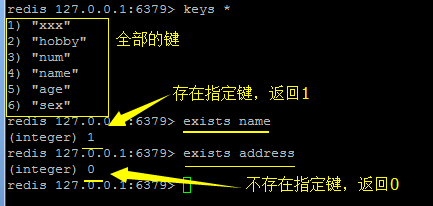 redis 127.0.0.1:6379> keys *
1) "xxx"
2) "hobby"
全部的键
3) "num"
4) "name"
5) "age"
6) "sex"
存在指定键，返回1
redis 127.0.0.1:6379> exists name
(integer) 1
redis 127.0.0.1:6379> exists address
(integer) 0
不存在指定键，返回0
redis 127.0.0.1:6379>